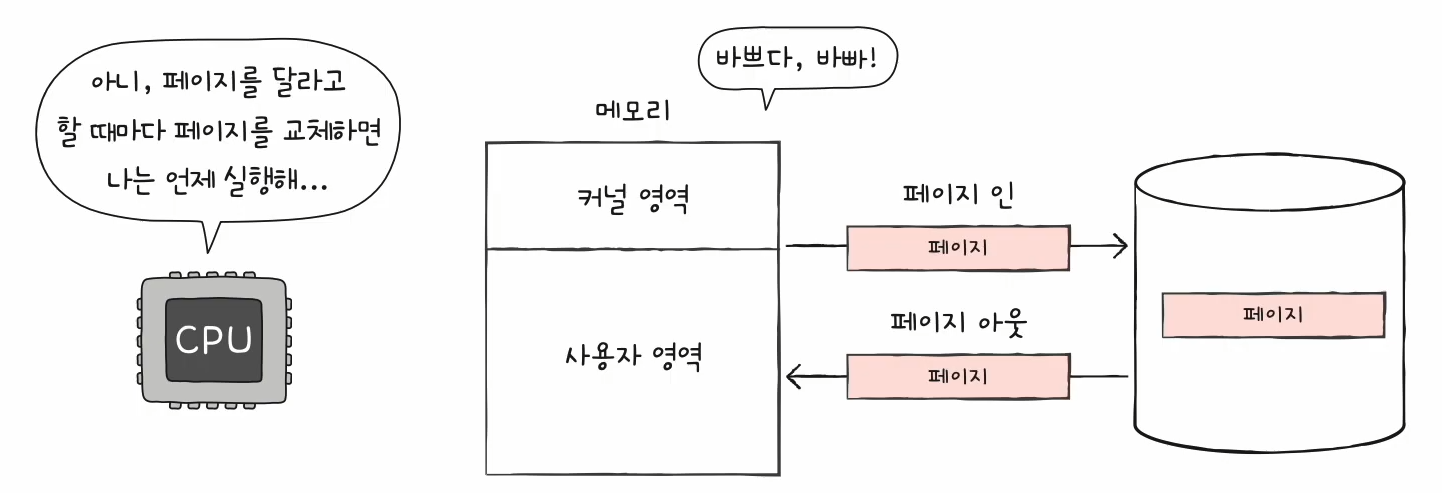 아니, 페이지를 달라고
할 때마다 페이지를 교체하면
나는 언제 실행해...
CPU
바쁘다, 바빠!
메모리
커널 영역
사용자 영역
페이지 인
페이지
페이지 아웃
페이지
페이지